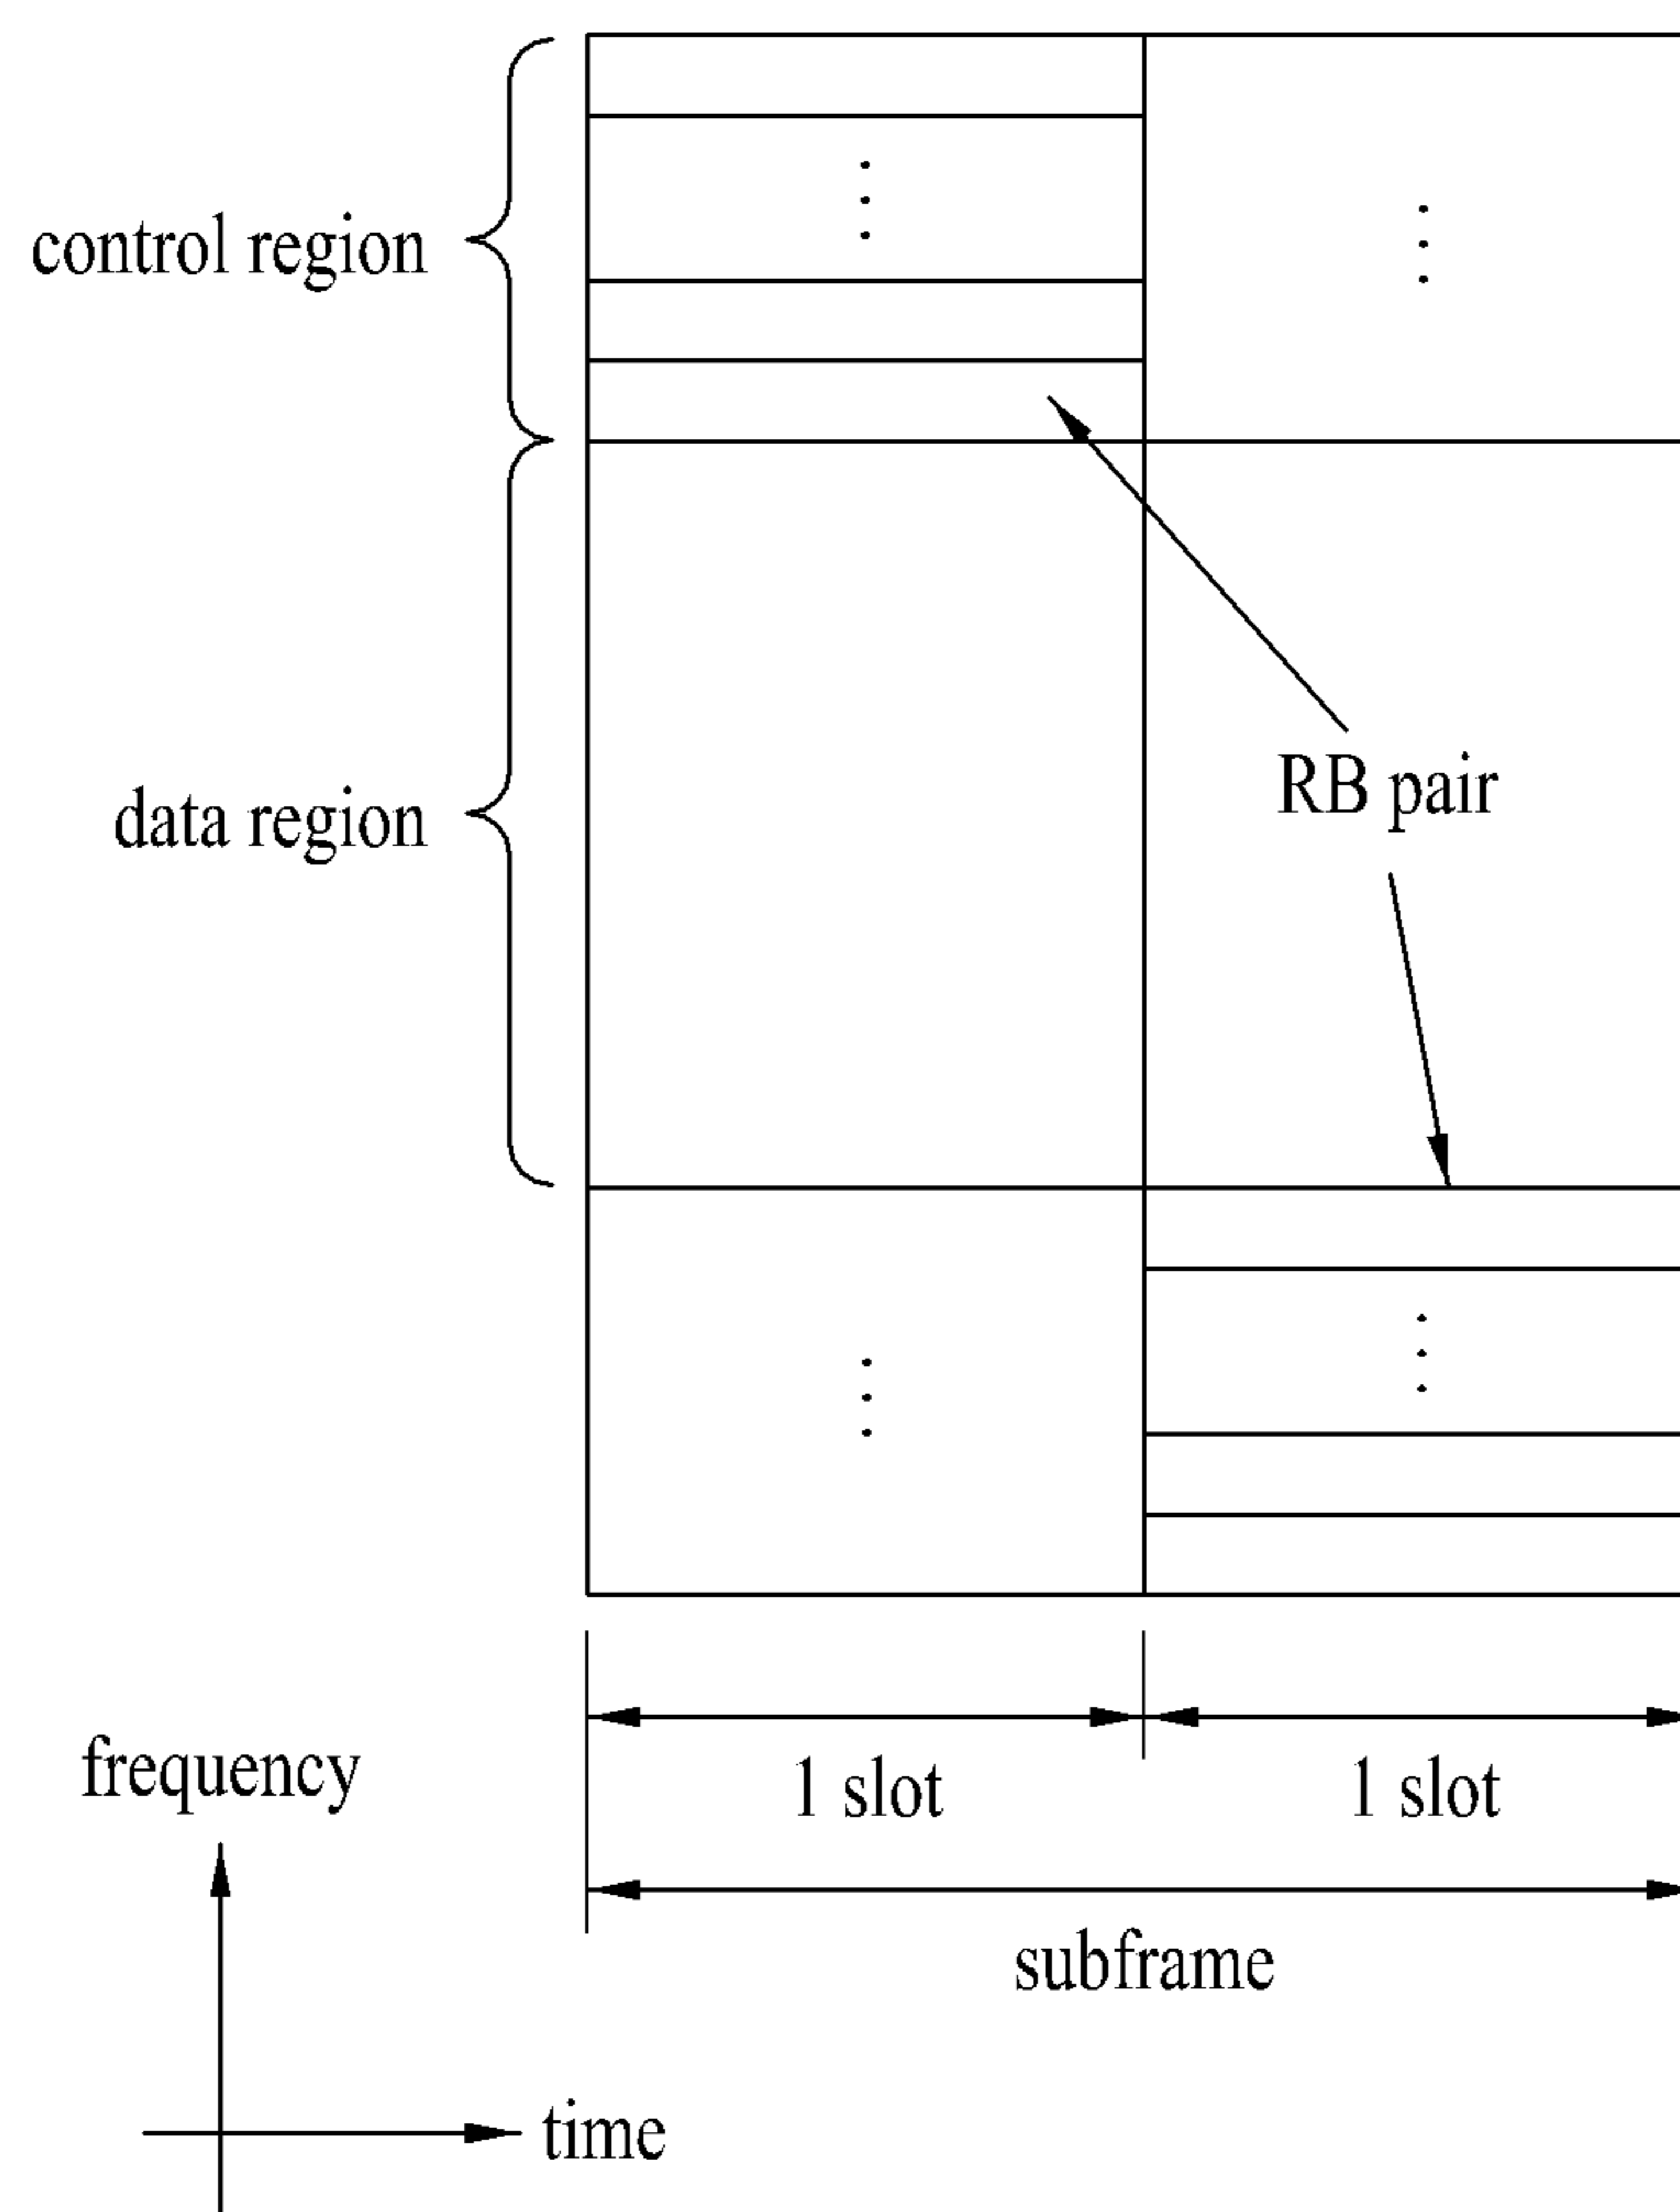 control region
data region
RB pair
1 slot
1 slot
subframe
frequency
time